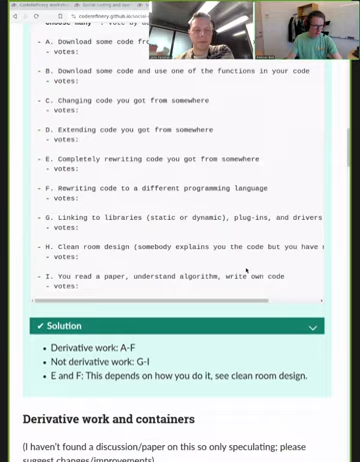 coderefinery.github.io/social-
- A. Download some code
- votes:
- B. Download some code and use one of the functions in your code
- votes:
- C. Changing code you got from somewhere
- votes:
- D. Extending code you got from somewhere
- votes:
- E. Completely rewriting code you got from somewhere
- votes:
- F. Rewriting code to a different programming language
- votes:
- G. Linking to libraries (static or dynamic), plug-ins, and drivers
- votes:
- H. Clean room design (somebody explains you the code but you have
- votes:
- I. You read a paper, understand algorithm, write own code
- votes:
✔ Solution
• Derivative work: A-F
• Not derivative work: G-I
• E and F: This depends on how you do it, see clean room design.
Derivative work and containers
(I haven't found a discussion/paper on this so only speculating; please
suggest changes/improvements)